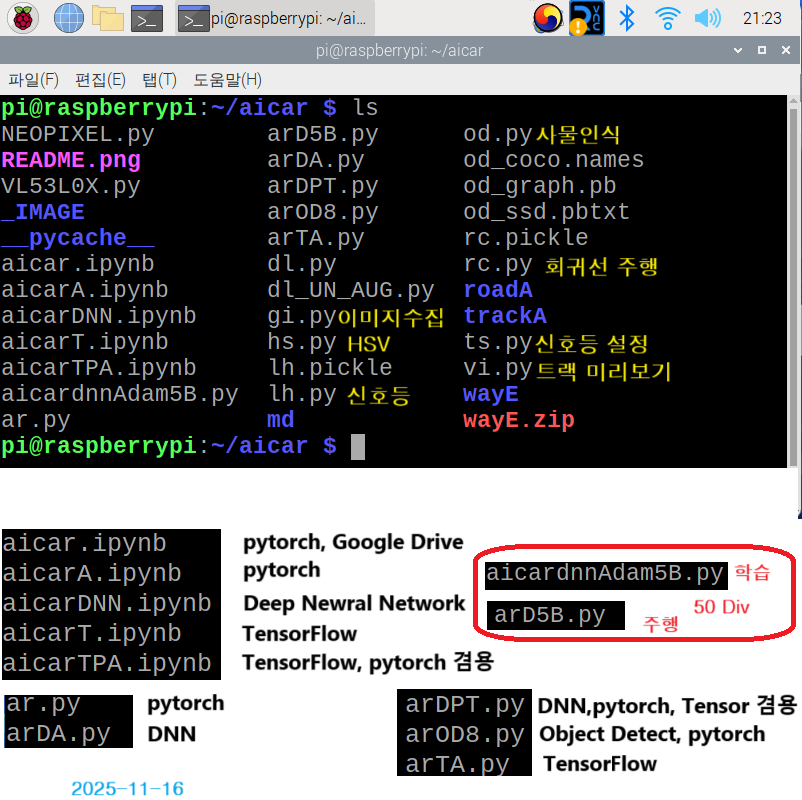 pi@raspberrypi: ~/ai...
21:23
pi@raspberrypi: ~/aicar
파일(F) 편집(E) 탭(T) 도움말(H)
pi@raspberrypi:~/aicar $ ls
NEOPIXEL.py arD5B.py od.py 사물인식
README.png arDA.py od_coco.names
VL53L0X.py arDPT.py od_graph.pb
_IMAGE arOD8.py od_ssd.pbtxt
__pycache__ arTA.py rc.pickle
aicar.ipynb dl.py rc.py 회귀선 주행
aicarA.ipynb dl_UN_AUG.py roadA
aicarDNN.ipynb gi.py 이미지수집 trackA
aicarT.ipynb hs.py HSV ts.py 신호등 설정
aicarTPA.ipynb lh.pickle vi.py 트랙 미리보기
aicardnnAdam5B.py lh.py 신호등 wayE
ar.py md wayE.zip
pi@raspberrypi:~/aicar $
aicar.ipynb pytorch, Google Drive
aicarA.ipynb pytorch
aicarDNN.ipynb Deep Newral Network
aicarT.ipynb TensorFlow
aicarTPA.ipynb TensorFlow, pytorch 겸용
aicardnnAdam5B.py 학습
arD5B.py 주행 50 Div
ar.py pytorch
arDA.py DNN
arDPT.py DNN,pytorch, Tensor 겸용
arOD8.py Object Detect, pytorch
arTA.py TensorFlow
2025-11-16